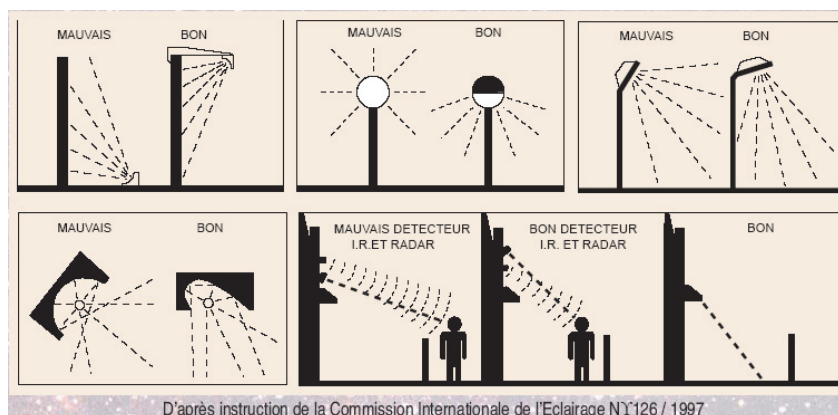 MAUVAIS
BON
MAUVAIS
BON
MAUVAIS
BON
MAUVAIS
BON
MAUVAIS DETECTEUR
I.R.ET RADAR
BON DETECTEUR
I.R. ET RADAR
BON
D'après instruction de la Commission Internationale de l'Eclairage N°126 / 1997